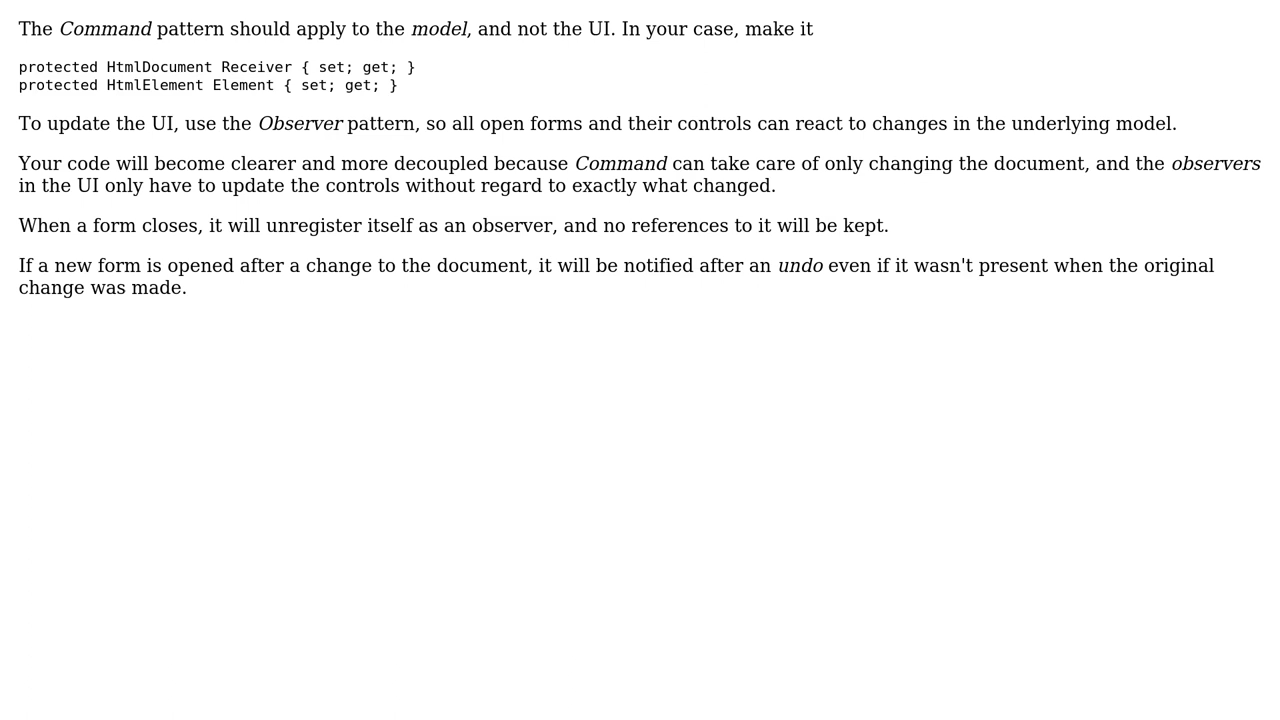 The Command pattern should apply to the model, and not the UI. In your case, make it
protected HtmlDocument Receiver { set; get; }
protected HtmlElement Element { set; get; }
To update the UI, use the Observer pattern, so all open forms and their controls can react to changes in the underlying model.
Your code will become clearer and more decoupled because Command can take care of only changing the document, and the observers
in the UI only have to update the controls without regard to exactly what changed.
When a form closes, it will unregister itself as an observer, and no references to it will be kept.
If a new form is opened after a change to the document, it will be notified after an undo even if it wasn't present when the original
change was made.